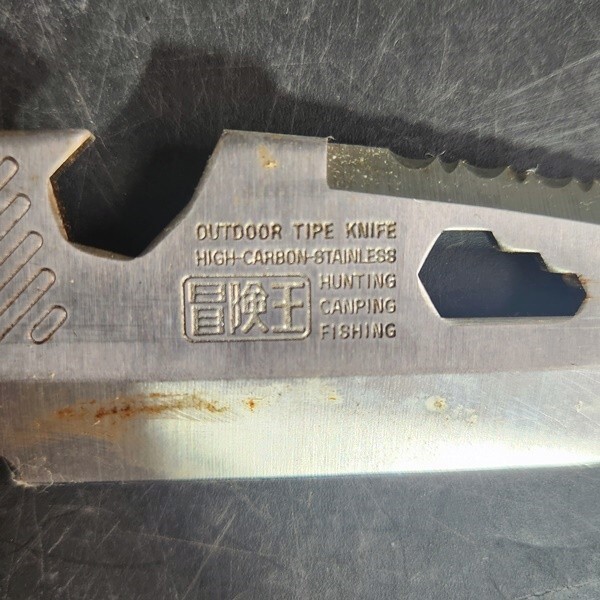 OUTDOOR TIPE KNIFE
HIGH-CARBON-STAINLESS
冒険王
HUNTING
CANPING
FISHING